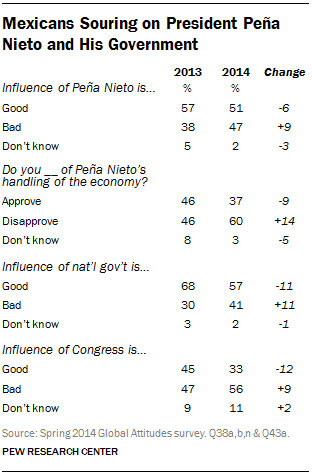 Mexicans Souring on President Peña
Nieto and His Government
2013 2014 Change
Influence of Peña Nieto is... % %
Good 57 51 -6
Bad 38 47 +9
Don't know 5 2 -3
Do you __ of Peña Nieto's
handling of the economy?
Approve 46 37 -9
Disapprove 46 60 +14
Don't know 8 3 -5
Influence of nat'l gov't is...
Good 68 57 -11
Bad 30 41 +11
Don't know 3 2 -1
Influence of Congress is...
Good 45 33 -12
Bad 47 56 +9
Don't know 9 11 +2
Source: Spring 2014 Global Attitudes survey. Q38a,b,n & Q43a.
PEW RESEARCH CENTER